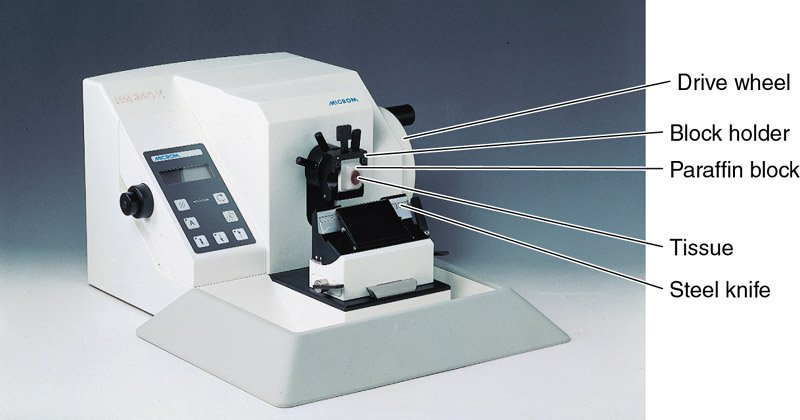 MICROM
MICROM
Drive wheel
Block holder
Paraffin block
Tissue
Steel knife